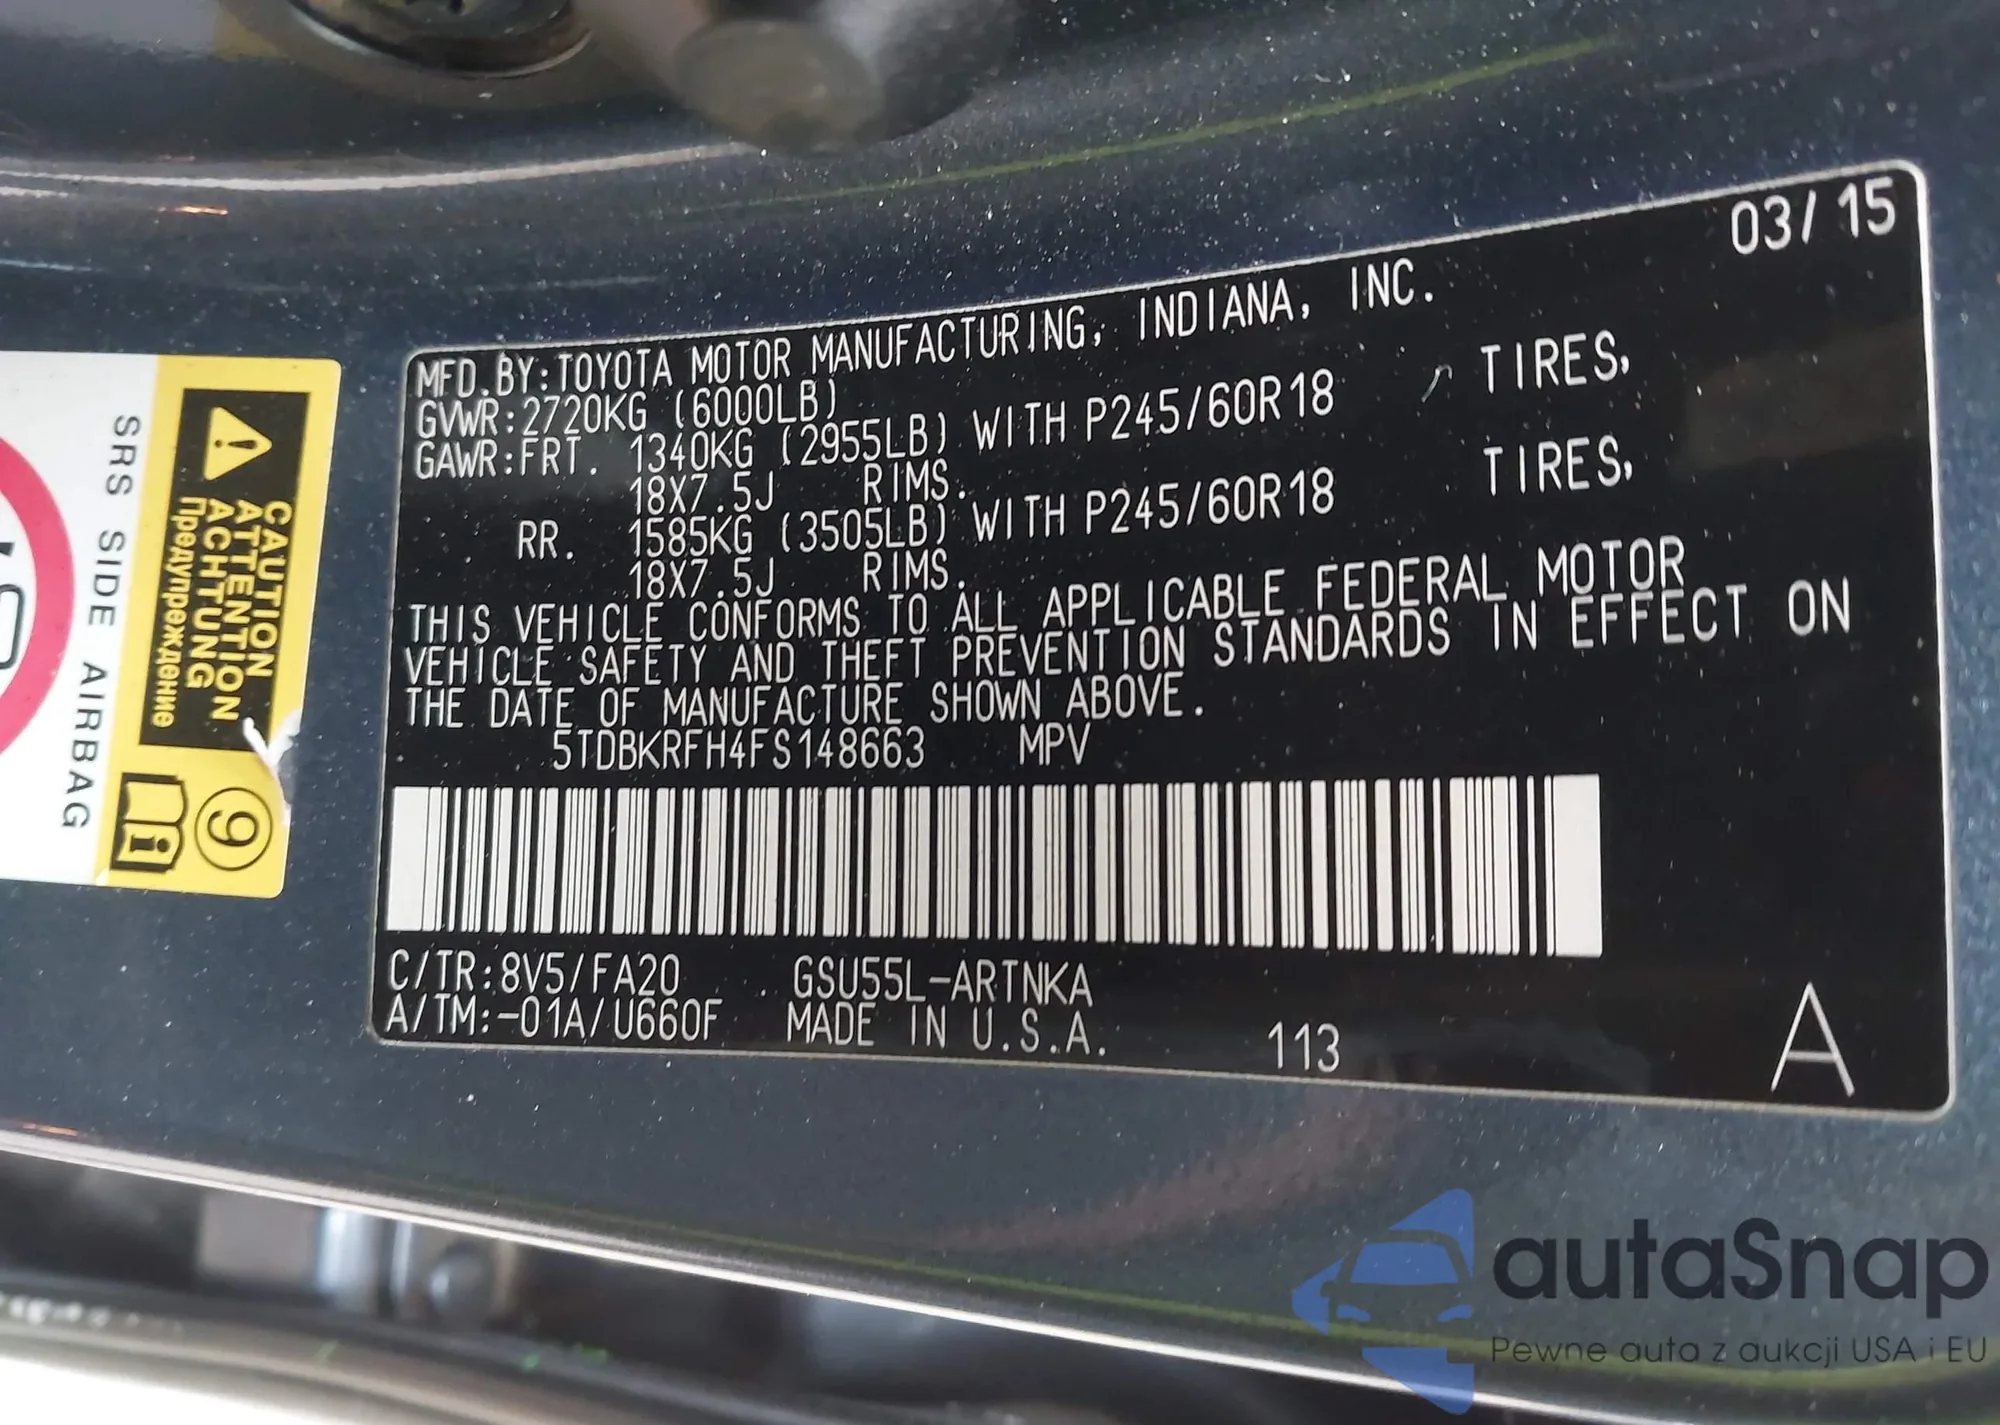 03/15
MFD.BY:TOYOTA MOTOR MANUFACTURING, INDIANA, INC.
GVWR:2720KG (6000LB)
GAWR:FRT. 1340KG (2955LB) WITH P245/60R18 TIRES,
18X7.5J RIMS.
RR. 1585KG (3505LB) WITH P245/60R18 TIRES,
18X7.5J RIMS.
THIS VEHICLE CONFORMS TO ALL APPLICABLE FEDERAL MOTOR
VEHICLE SAFETY AND THEFT PREVENTION STANDARDS IN EFFECT ON
THE DATE OF MANUFACTURE SHOWN ABOVE.
5TDBKRFH4FS148663 MPV
C/TR:8V5/FA20 GSU55L-ARTNKA
A/TM:-01A/U660F MADE IN U.S.A. 113 A
CAUTION
ATTENTION
ACHTUNG
Предупреждение
SRS SIDE AIRBAG
9
autaSnap
Pewne auta z aukcji USA i EU